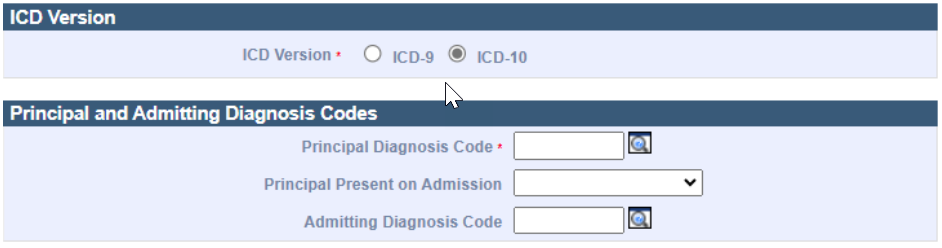 ICD Version
ICD Version * ICD-9 ICD-10
Principal and Admitting Diagnosis Codes
Principal Diagnosis Code *
Principal Present on Admission
Admitting Diagnosis Code